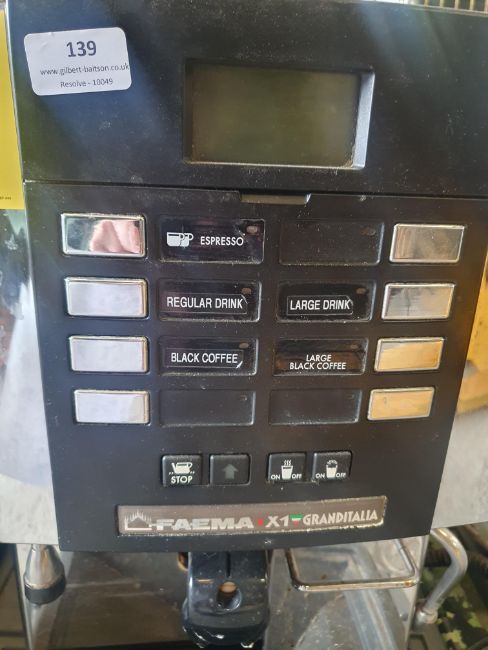 139
www.gilbert-baitson.co.uk
Resolve - 10049
ESPRESSO
REGULAR DRINK
LARGE DRINK
BLACK COFFEE
LARGE
BLACK COFFEE
STOP
ON OFF
ON OFF
FAEMA X1 GRANDITALIA